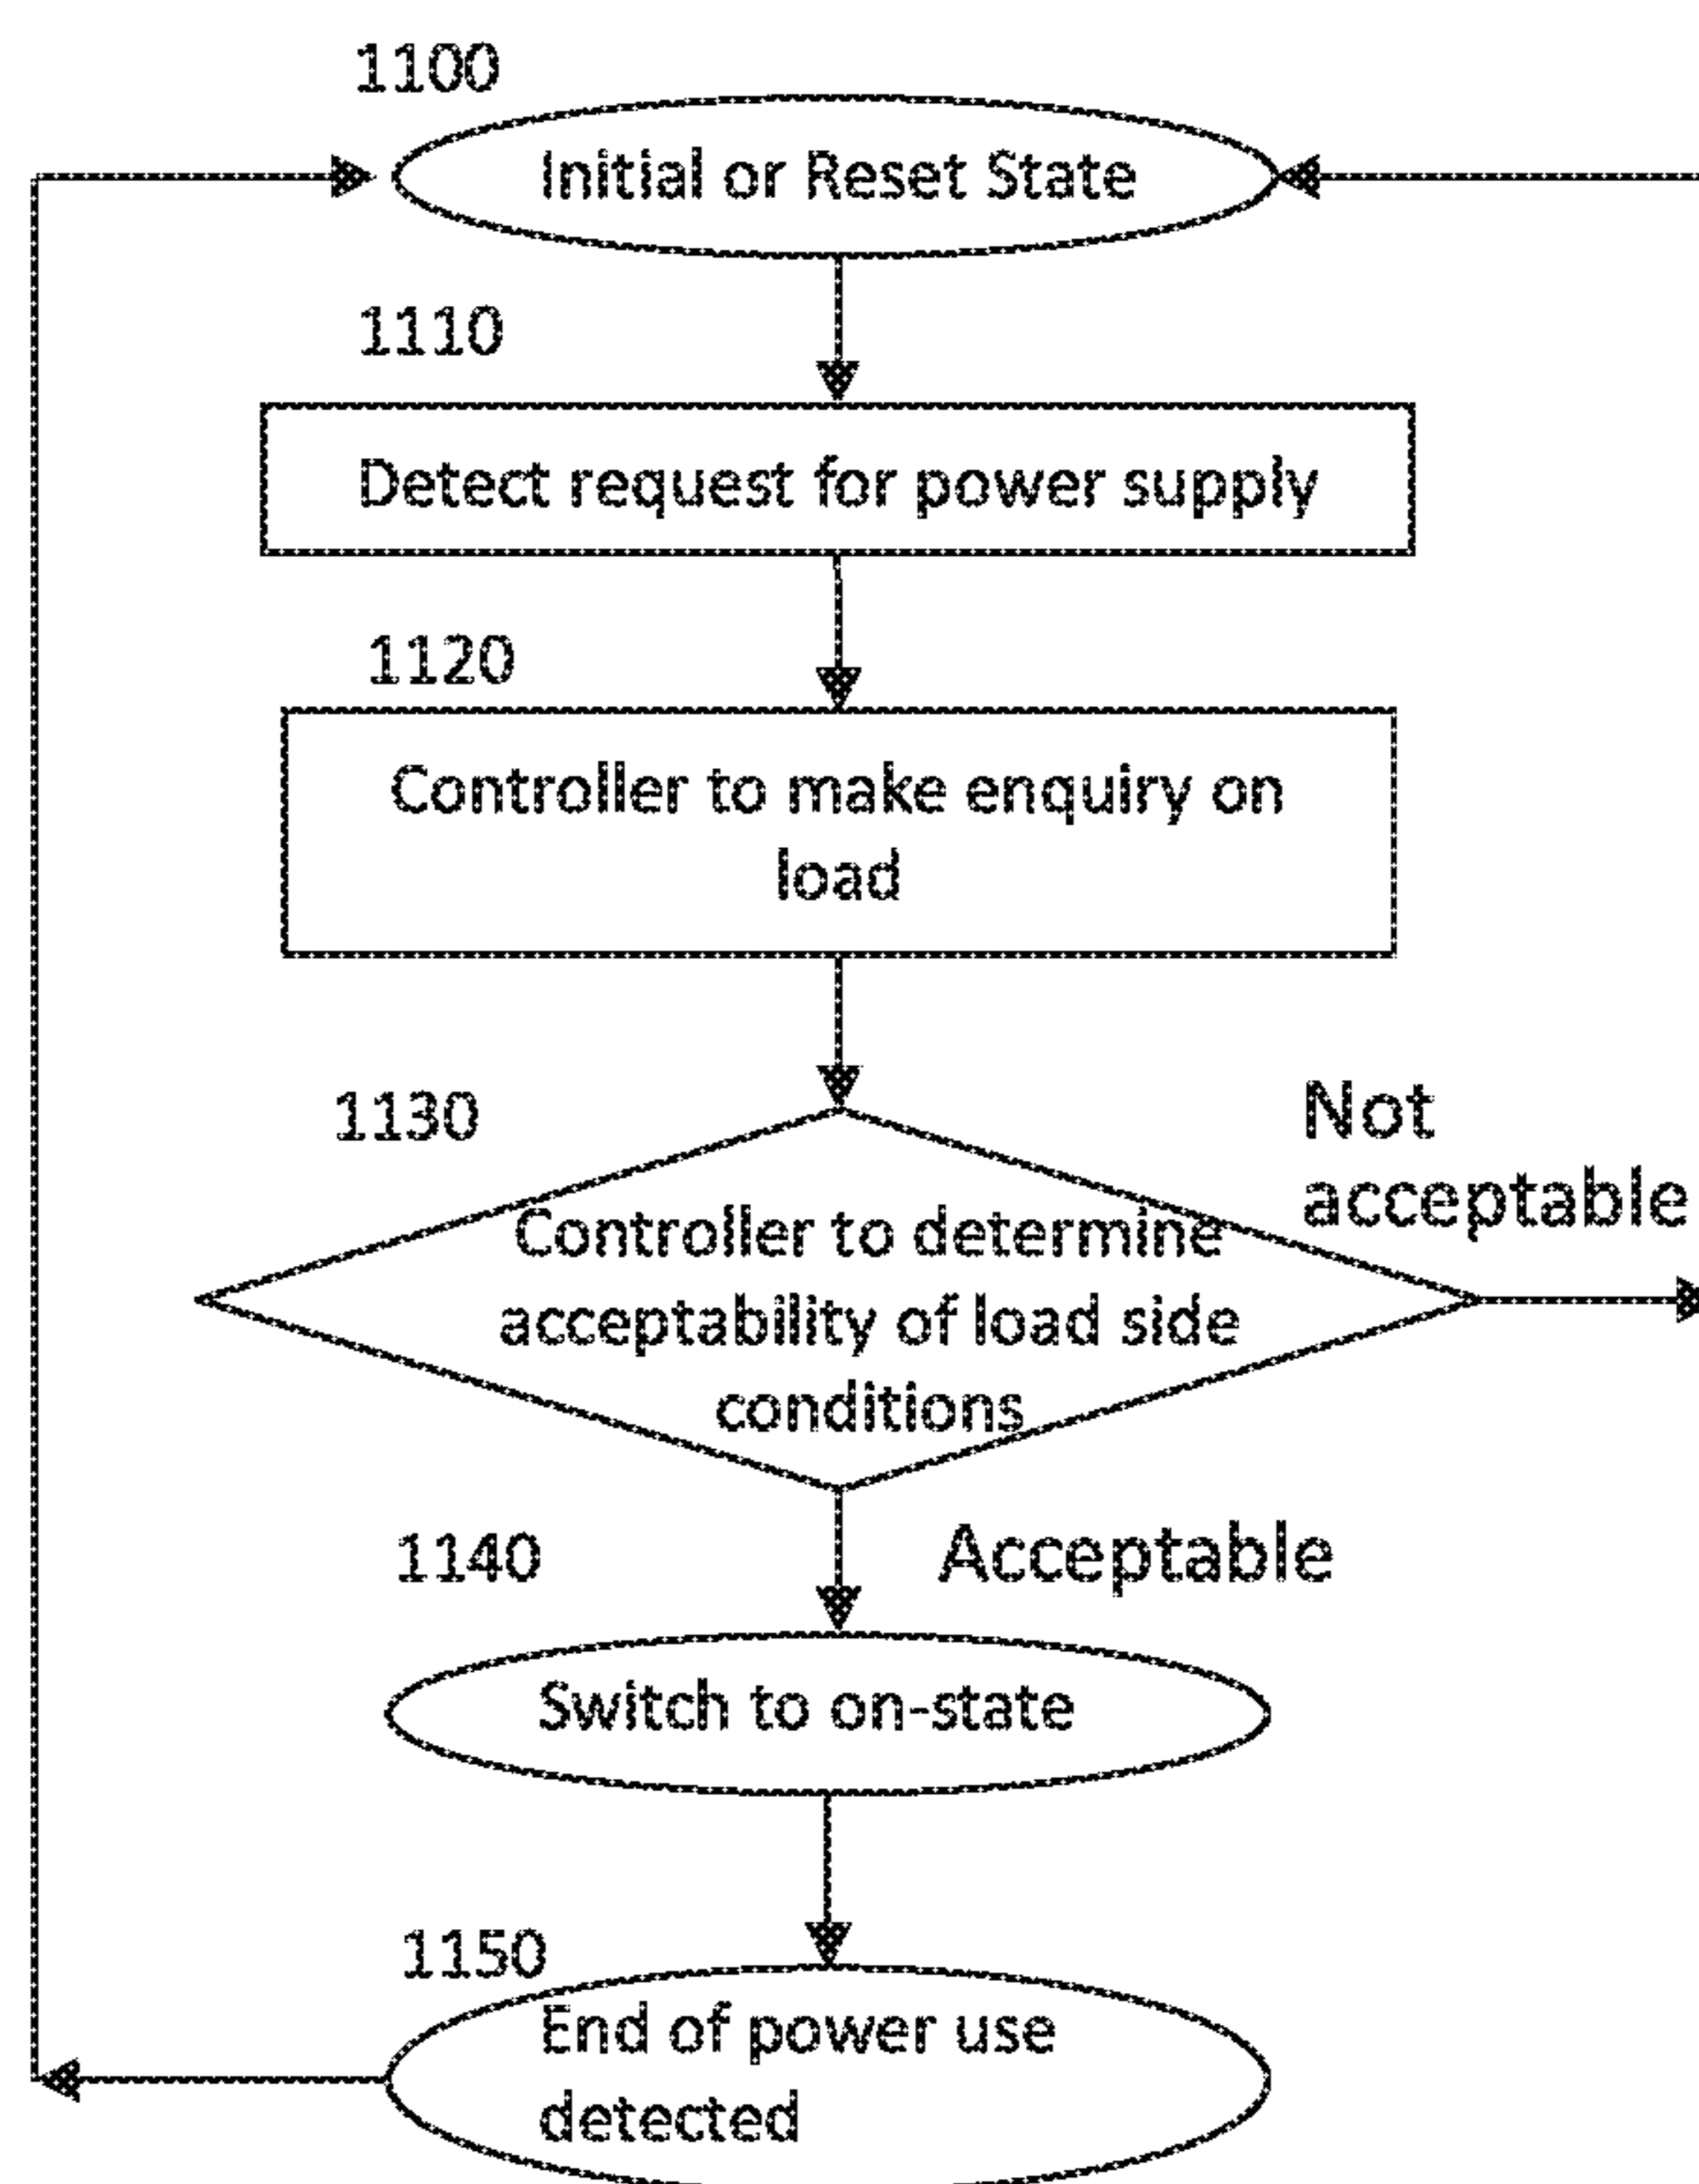 1100
Initial or Reset State
1110
Detect request for power supply
1120
Controller to make enquiry on
load
1130
Not
acceptable
Controller to determine
acceptability of load side
conditions
1140
Acceptable
Switch to on-state
1150
End of power use
detected